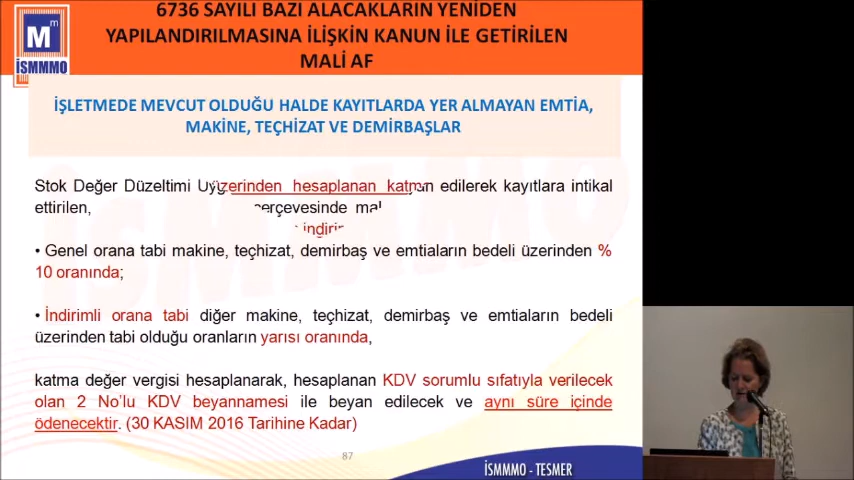 6736 SAYILI BAZI ALACAKLARIN YENİDEN
YAPILANDIRILMASINA İLİŞKİN KANUN İLE GETİRİLEN
MALİ AF
Mm
İSMMMO
İŞLETMEDE MEVCUT OLDUĞU HALDE KAYITLARDA YER ALMAYAN EMTİA,
MAKİNE, TEÇHİZAT VE DEMİRBAŞLAR
Stok Değer Düzeltimi üzerinden hesaplanan edilerek kayıtlara intikal
ettirilen,
• Genel orana tabi makine, teçhizat, demirbaş ve emtiaların bedeli üzerinden %
10 oranında;
• İndirimli orana tabi diğer makine, teçhizat, demirbaş ve emtiaların bedeli
üzerinden tabi olduğu oranların yarısı oranında,
katma değer vergisi hesaplanarak, hesaplanan KDV sorumlu sıfatıyla verilecek
olan 2 No'lu KDV beyannamesi ile beyan edilecek ve aynı süre içinde
ödenecektir. (30 KASIM 2016 Tarihine Kadar)
87
İSMMMO - TESMER